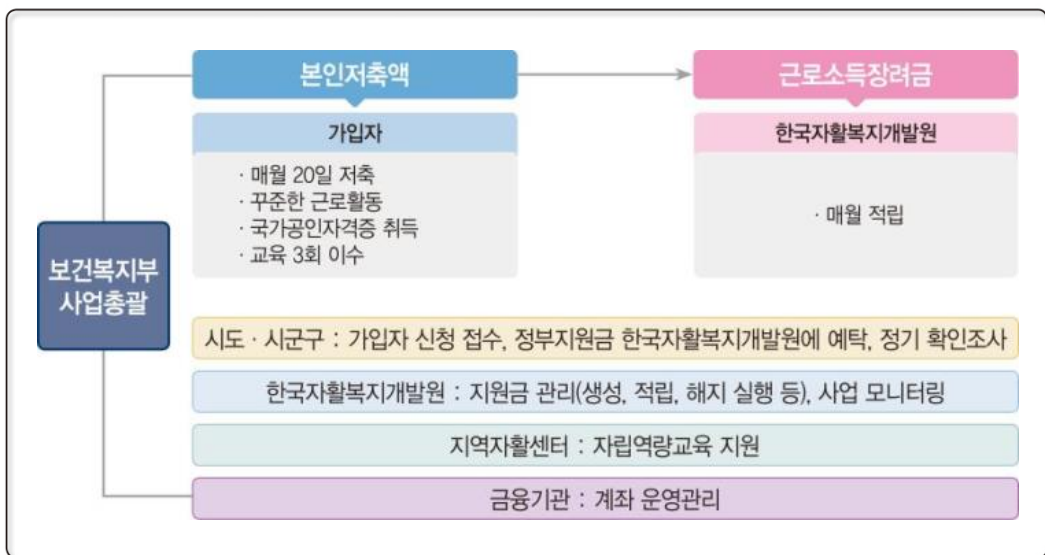 본인저축액
근로소득장려금
가입자
· 매월 20일 저축
· 꾸준한 근로활동
· 국가공인자격증 취득
· 교육 3회 이수
한국자활복지개발원
· 매월 적립
보건복지부
사업총괄
시도 · 시군구 : 가입자 신청 접수, 정부지원금 한국자활복지개발원에 예탁, 정기 확인조사
한국자활복지개발원 : 지원금 관리(생성, 적립, 해지 실행 등), 사업 모니터링
지역자활센터 : 자립역량교육 지원
금융기관 : 계좌 운영관리